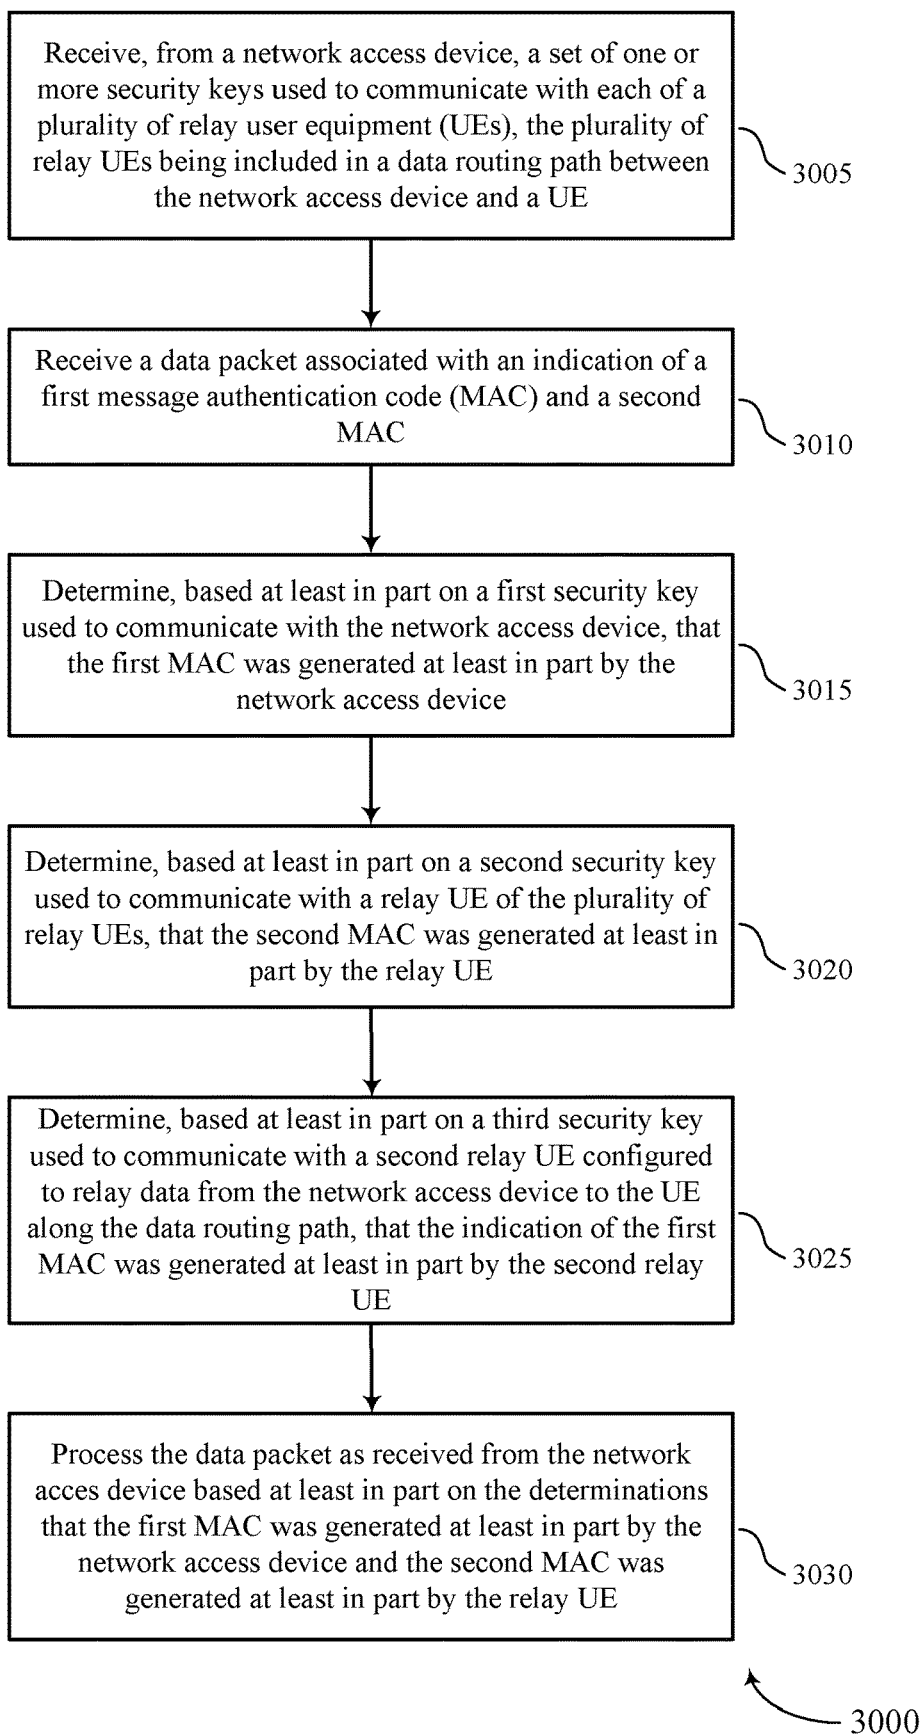 Receive, from a network access device, a set of one or
more security keys used to communicate with each of a
plurality of relay user equipment (UEs), the plurality of
relay UEs being included in a data routing path between
the network access device and a UE
3005
Receive a data packet associated with an indication of a
first message authentication code (MAC) and a second
MAC
3010
Determine, based at least in part on a first security key
used to communicate with the network access device, that
the first MAC was generated at least in part by the
network access device
3015
Determine, based at least in part on a second security key
used to communicate with a relay UE of the plurality of
relay UEs, that the second MAC was generated at least in
part by the relay UE
3020
Determine, based at least in part on a third security key
used to communicate with a second relay UE configured
to relay data from the network access device to the UE
along the data routing path, that the indication of the first
MAC was generated at least in part by the second relay
UE
3025
Process the data packet as received from the network
acces device based at least in part on the determinations
that the first MAC was generated at least in part by the
network access device and the second MAC was
generated at least in part by the relay UE
3030
3000